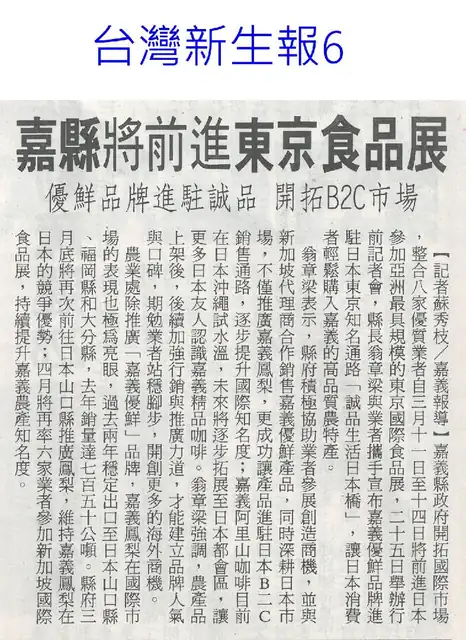 台灣新生報6
嘉縣將前進東京食品展
優鮮品牌進駐誠品 開拓B2C市場
【記者蘇秀枝／嘉義報導】嘉義縣政府開拓國際市場
，整合八家優質業者自三月十一日至十四日將前進日本
參加亞洲最具規模的東京國際食品展，二十五日舉辦行
前記者會，縣長翁章梁與業者攜手宣布嘉義優鮮品牌進
駐日本東京知名通路「誠品生活日本橋」，讓日本消費
者輕鬆購入嘉義的高品質農特產。
翁章梁表示，縣府積極協助業者參展創造商機，並與
新加坡代理商合作銷售嘉義優鮮產品，同時深耕日本市
場，不僅推廣嘉義鳳梨，更成功讓產品進駐日本B2C
銷售通路，逐步提升國際知名度；嘉義阿里山咖啡目前
在日本沖繩試水溫，未來將逐步拓展至日本都會區，讓
更多日本友人認識嘉義精品咖啡。翁章梁強調，農產品
上架後，後續加強行銷與推廣力道，才能建立品牌人氣
與口碑，期勉業者站穩腳步，開創更多的海外商機。
農業處除推廣「嘉義優鮮」品牌，嘉義鳳梨在國際市
場的表現也極為亮眼，過去兩年穩定出口至日本山口縣
、福岡縣和大分縣，去年銷量達七百五十公噸。縣府三
月底將再次前往日本山口縣推廣鳳梨，維持嘉義鳳梨在
日本的競爭優勢；四月將再率六家業者參加新加坡國際
食品展，持續提升嘉義農產知名度。